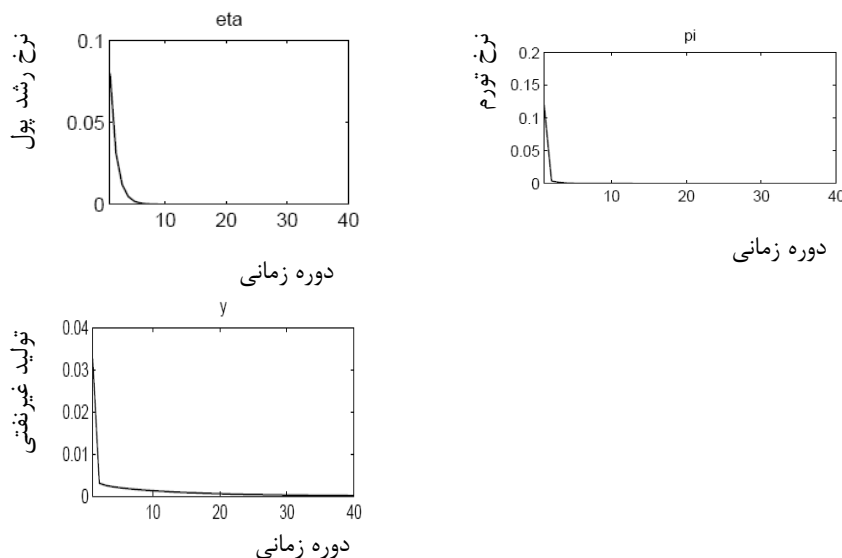 eta
نرخ رشد پول
0.1
0.05
0
10 20 30 40
دوره زمانی
pi
نرخ تورم
0.2
0.15
0.1
0.05
0
10 20 30 40
دوره زمانی
y
تولید غیرنفتی
0.04
0.03
0.02
0.01
0
10 20 30 40
دوره زمانی